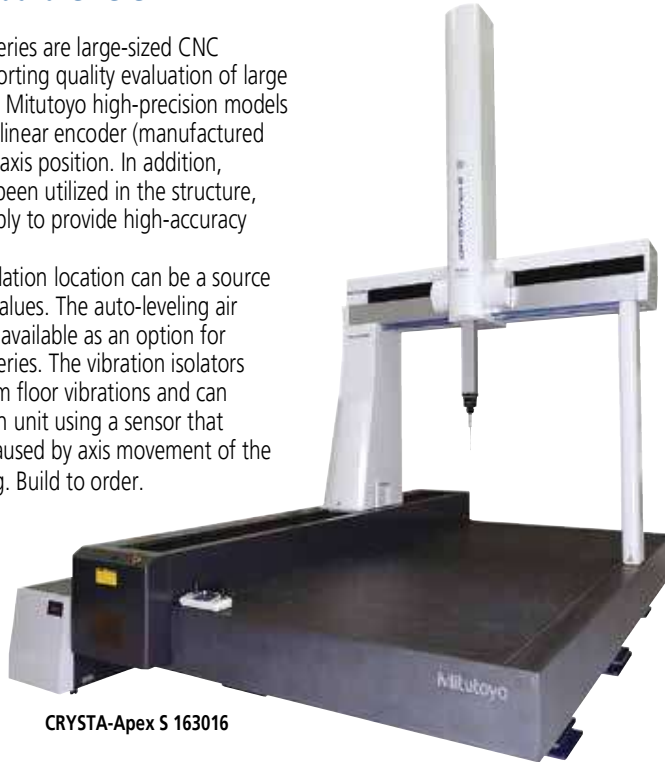 eries are large-sized CNC
orting quality evaluation of large
Mitutoyo high-precision models
linear encoder (manufactured
axis position. In addition,
been utilized in the structure,
bly to provide high-accuracy
lation location can be a source
alues. The auto-leveling air
available as an option for
eries. The vibration isolators
m floor vibrations and can
n unit using a sensor that
aused by axis movement of the
g. Build to order.
Mitutoyo
CRYSTA-Apex S 163016